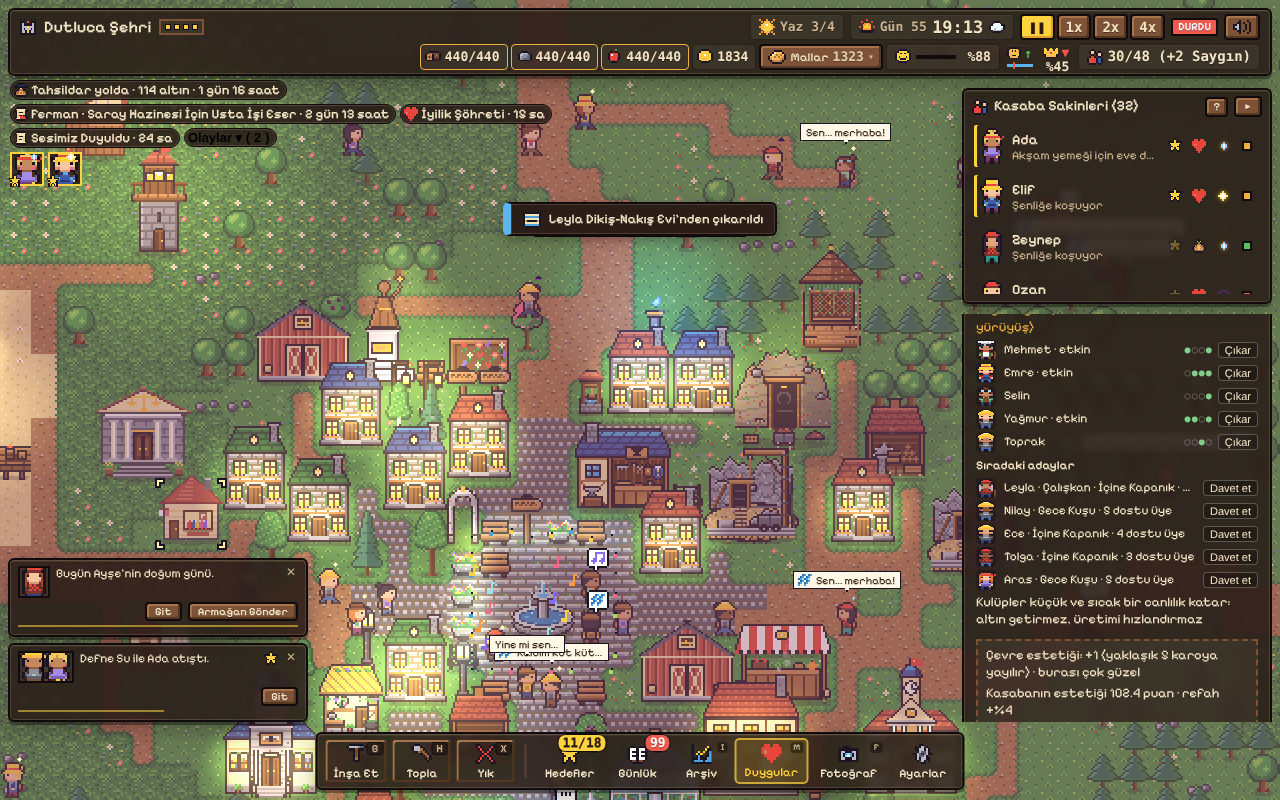 Dutluca Şehri
Yaz 3/4
Gün 55 19:13
1x
2x
4x
DURDU
440/440
440/440
440/440
1834
Mallar 1323
%88
%45
30/48 (+2 Saygın)
Tahsildar yolda · 114 altın · 1 gün 16 saat
Ferman · Saray Hazinesi İçin Usta İşi Eser · 2 gün 19 saat
İyilik Şöhreti · 18 sa
Sesimiz Duyuldu · 84 sa
Olaylar ▾ ( 2 )
Sen... merhaba!
Leyla Dikiş-Nakış Evi'nden çıkarıldı
Kasaba Sakinleri (38)
?
Ada
Akşam yemeği için eve d...
Elif
Şenliğe koşuyor
Zeynep
Şenliğe koşuyor
Ozan
yürüyüş)
Mehmet · etkin
Çıkar
Emre · etkin
Çıkar
Selin
Çıkar
Yağmur · etkin
Çıkar
Toprak
Çıkar
Sıradaki adaylar
Leyla · Çalışkan · İçine Kapanık · ...
Davet et
Nilay · Gece Kuşu · 8 dostu üye
Davet et
Ece · İçine Kapanık · 4 dostu üye
Davet et
Tolga · İçine Kapanık · 3 dostu üye
Davet et
Aras · Gece Kuşu · 8 dostu üye
Davet et
Kulüpler küçük ve sıcak bir canlılık katar:
altın getirmez, üretimi hızlandırmaz
Çevre estetiği: +1 (yaklaşık 8 karoya
yayılır) · burası çok güzel
Kasabanın estetiği 108.4 puan · refah
+%4
Bugün Ayşe'nin doğum günü.
Git
Armağan Gönder
Defne Su ile Ada atıştı.
Git
Sen... merhaba!
Yine mi sen...
küt küt...
İnşa Et
G
Topla
H
Yık
X
11/18
Hedefler
99
Günlük
Arşiv
I
Duygular
M
Fotoğraf
F
Ayarlar